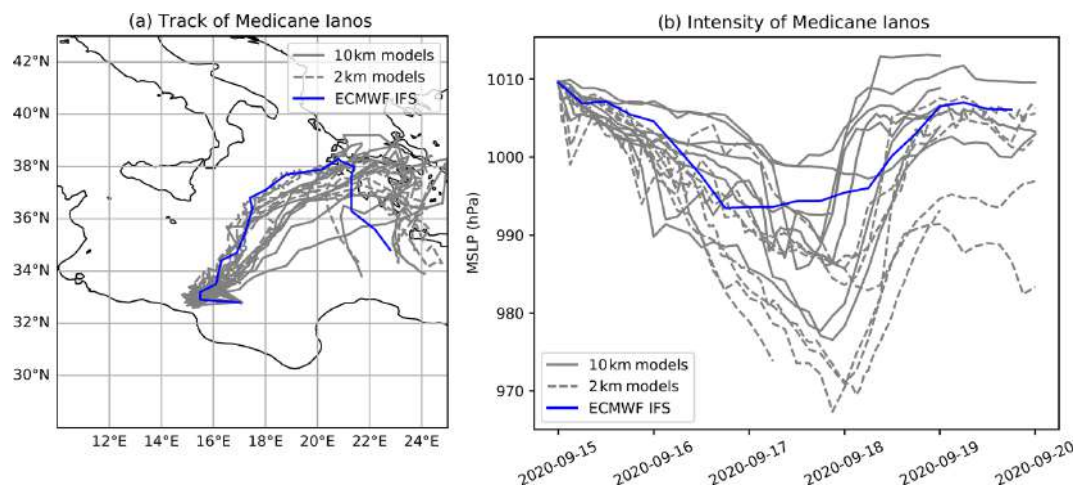 (a) Track of Medicane Ianos
42°N
40°N
38°N
36°N
34°N
32°N
30°N
12°E 14°E 16°E 18°E 20°E 22°E 24°E
10km models
2km models
ECMWF IFS
(b) Intensity of Medicane Ianos
MSLP (hPa)
1010
1000
990
980
970
10km models
2km models
ECMWF IFS
2020-09-15
2020-09-16
2020-09-17
2020-09-18
2020-09-19
2020-09-20